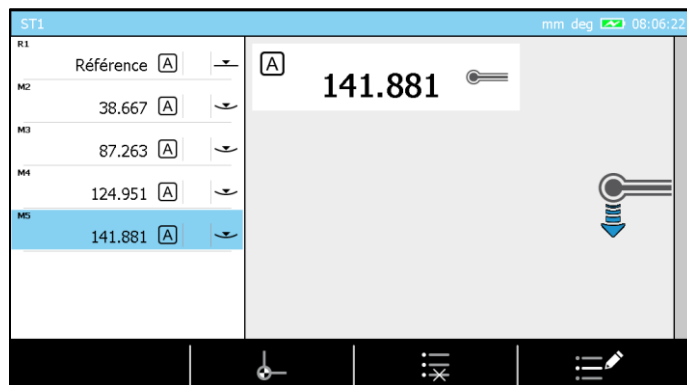 ST1
mm deg 08:06:22
R1
Référence A
M2
38.667 A
M3
87.263 A
M4
124.951 A
M5
141.881 A
A
141.881